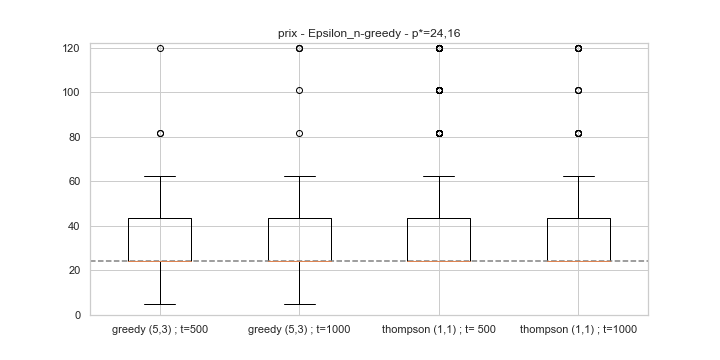 prix - Epsilon_n-greedy - p*=24,16
120
100
80
60
40
20
0
greedy (5,3) ; t=500
greedy (5,3) ; t=1000
thompson (1,1) ; t= 500
thompson (1,1) ; t=1000